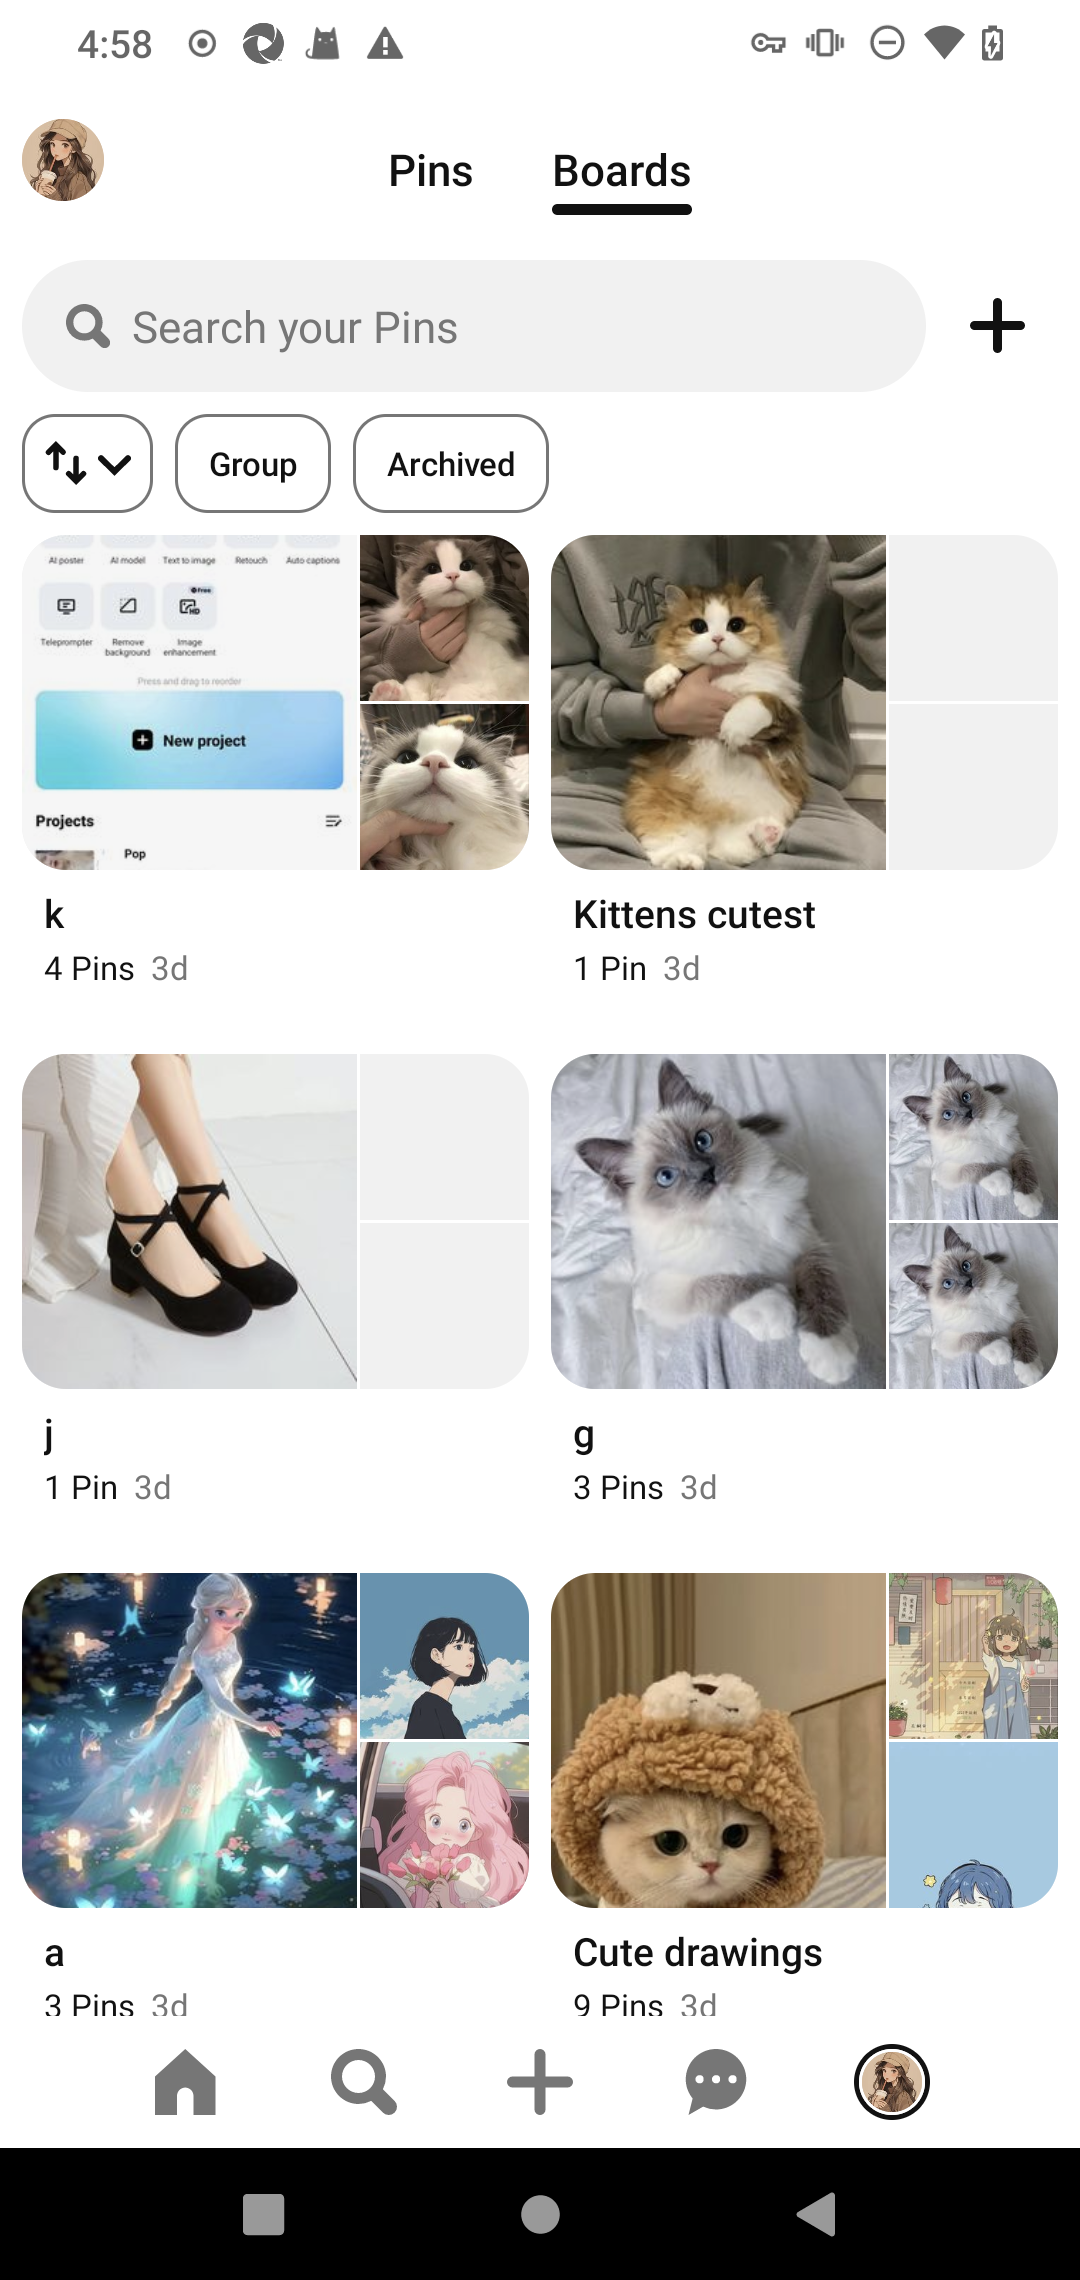 4:58
Pins Boards
Search your Pins
Group Archived
AI poster AI model Text to image Retouch Auto captions
Free
HD
Teleprompter Remove background Image enhancement
Press and drag to reorder
New project
Projects
Pop
k
4 Pins 3d
Kittens cutest
1 Pin 3d
j
1 Pin 3d
g
3 Pins 3d
a
3 Pins 3d
Cute drawings
9 Pins 3d